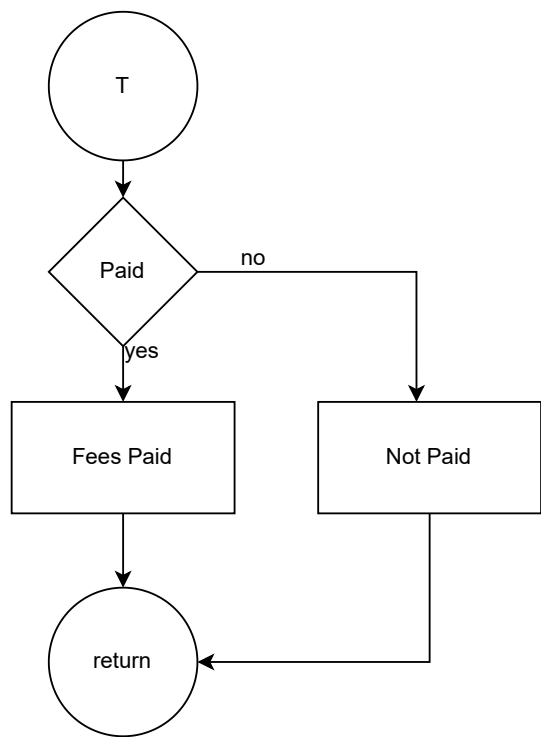 T
Paid
no
yes
Fees Paid
Not Paid
return